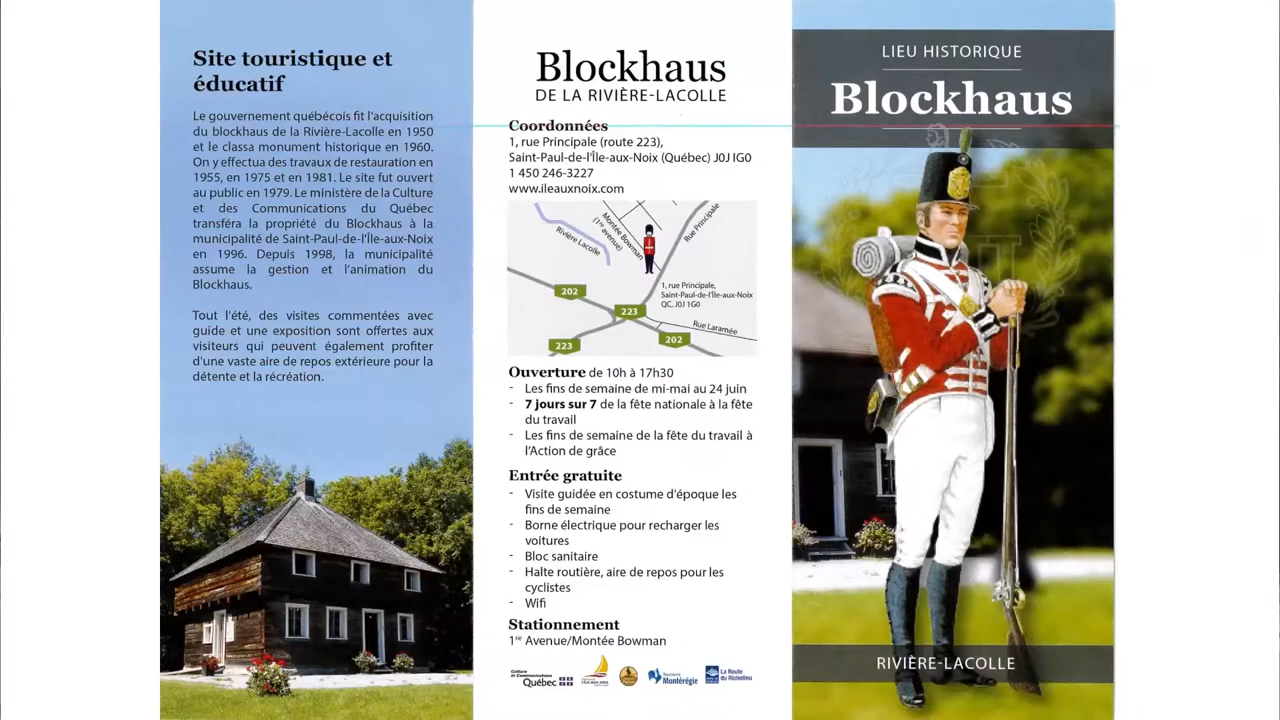 Site touristique et
éducatif
Le gouvernement québécois fit l'acquisition
du blockhaus de la Rivière-Lacolle en 1950
et le classa monument historique en 1960.
On y effectua des travaux de restauration en
1955, en 1975 et en 1981. Le site fut ouvert
au public en 1979. Le ministère de la Culture
et des Communications du Québec
transféra la propriété du Blockhaus à la
municipalité de Saint-Paul-de-l'Île-aux-Noix
en 1996. Depuis 1998, la municipalité
assume la gestion et l'animation du
Blockhaus.
Tout l'été, des visites commentées avec
guide et une exposition sont offertes aux
visiteurs qui peuvent également profiter
d'une vaste aire de repos extérieure pour la
détente et la récréation.
Blockhaus
DE LA RIVIÈRE-LACOLLE
Coordonnées
1, rue Principale (route 223),
Saint-Paul-de-l'Île-aux-Noix (Québec) J0J IG0
1 450 246-3227
www.ileauxnoix.com
Rivière Lacolle
Montée Bowman
(1re avenue)
Rue Principale
1, rue Principale,
Saint-Paul-de-l'Île-aux-Noix
QC, J0J 1G0
202
223
Rue Laramée
202
223
Ouverture de 10h à 17h30
- Les fins de semaine de mi-mai au 24 juin
- 7 jours sur 7 de la fête nationale à la fête
du travail
- Les fins de semaine de la fête du travail à
l'Action de grâce
Entrée gratuite
- Visite guidée en costume d'époque les
fins de semaine
- Borne électrique pour recharger les
voitures
- Bloc sanitaire
- Halte routière, aire de repos pour les
cyclistes
- Wifi
Stationnement
1re Avenue/Montée Bowman
Culture
et Communications
Québec
Tourisme
Montérégie
La Route
du Richelieu
LIEU HISTORIQUE
Blockhaus
RIVIÈRE-LACOLLE